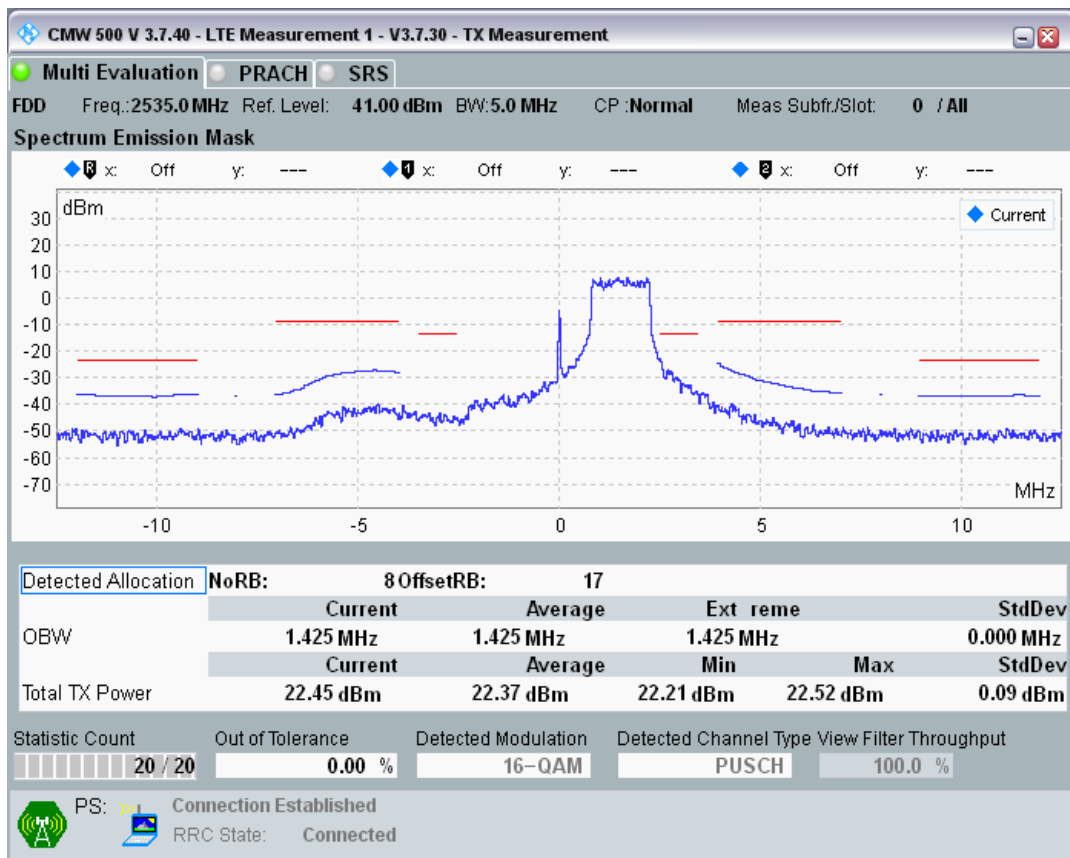 CMW 500 V 3.7.40 - LTE Measurement 1 - V3.7.30 - TX Measurement
Multi Evaluation PRACH SRS
FDD Freq.:2535.0 MHz Ref. Level: 41.00 dBm BW:5.0 MHz CP :Normal Meas Subfr./Slot: 0 / All
Spectrum Emission Mask
R x: Off y: --- 1 x: Off y: --- 2 x: Off y: ---
dBm
Current
30
20
10
0
-10
-20
-30
-40
-50
-60
-70
MHz
-10 -5 0 5 10
Detected Allocation NoRB: 8 OffsetRB: 17
Current Average Ext reme StdDev
OBW 1.425 MHz 1.425 MHz 1.425 MHz 0.000 MHz
Current Average Min Max StdDev
Total TX Power 22.45 dBm 22.37 dBm 22.21 dBm 22.52 dBm 0.09 dBm
Statistic Count Out of Tolerance Detected Modulation Detected Channel Type View Filter Throughput
20 / 20 0.00 % 16-QAM PUSCH 100.0 %
PS: Connection Established
RRC State: Connected